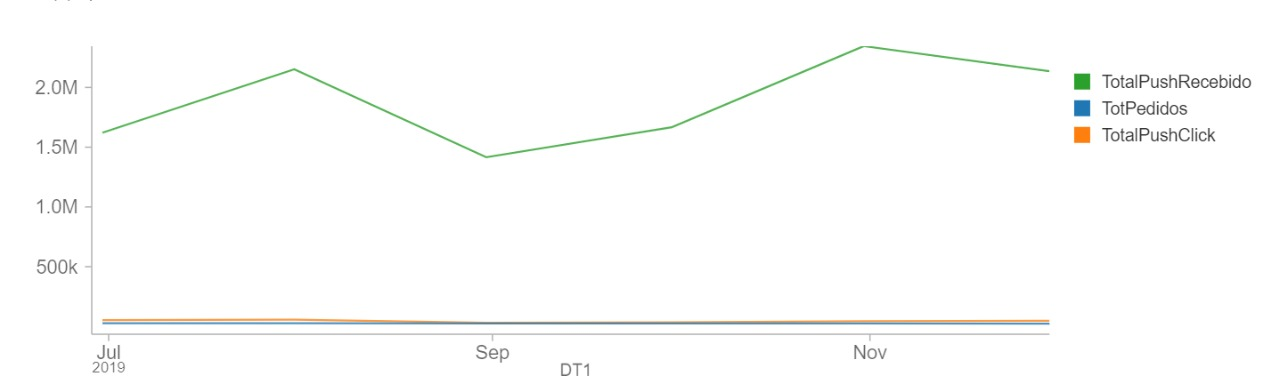 2.0M
1.5M
1.0M
500k
Jul
2019
Sep
Nov
DT1
TotalPushRecebido
TotPedidos
TotalPushClick